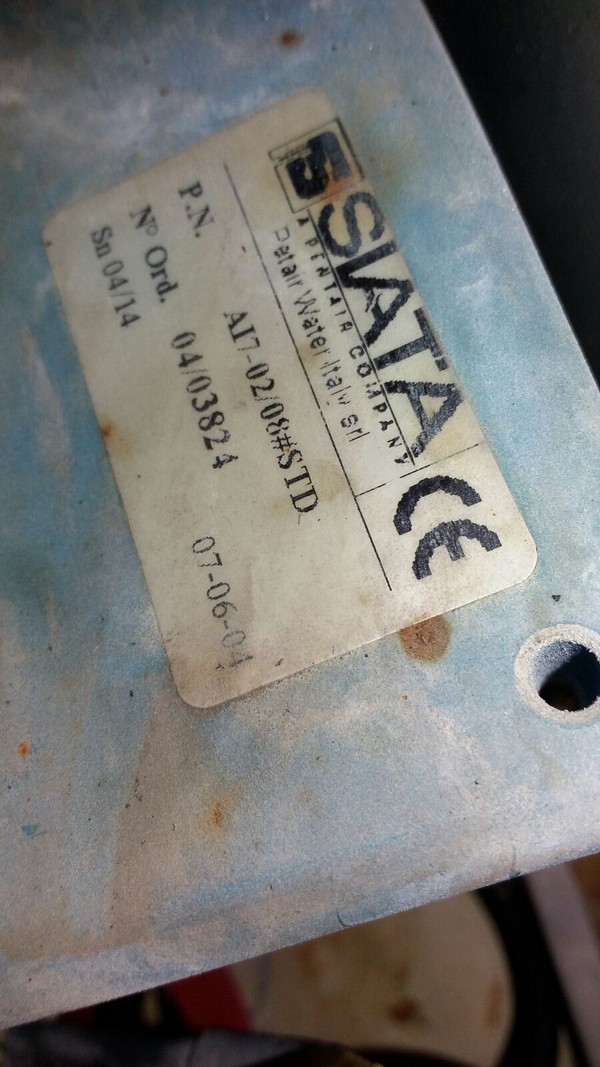 SIATA
A PENTAIR COMPANY
Petair Water Italy Srl
CE
P.N. AI7-02/08#STD
Nº Ord. 04/03824 07-06-04
Sn 04/14